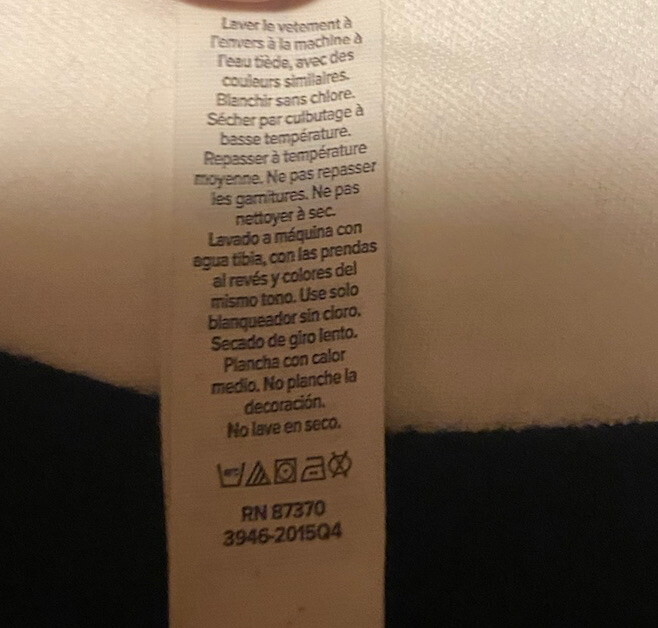 Laver le vetement à
l'envers à la machine à
l'eau tiède, avec des
couleurs similaires.
Blanchir sans chlore.
Sécher par culbutage à
basse température.
Repasser à température
moyenne. Ne pas repasser
les garnitures. Ne pas
nettoyer à sec.
Lavado a máquina con
agua tibia, con las prendas
al revés y colores del
mismo tono. Use solo
blanqueador sin cloro.
Secado de giro lento.
Plancha con calor
medio. No planche la
decoración.
No lave en seco.
RN 87370
3946-2015Q4